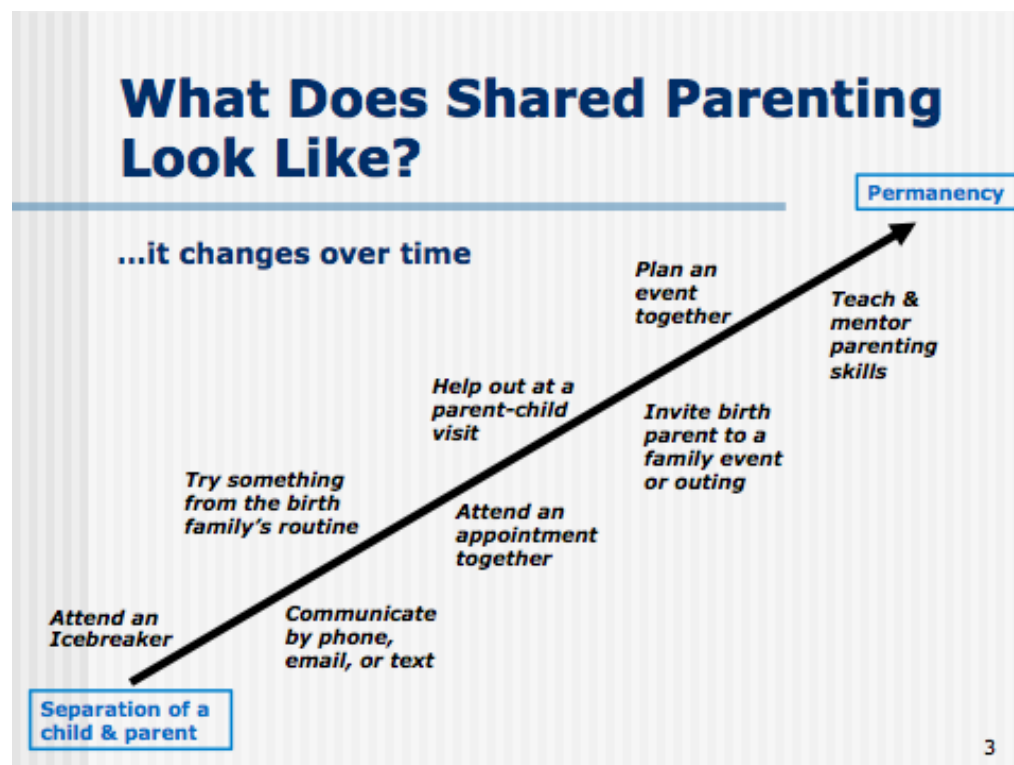 What Does Shared Parenting
Look Like?
Permanency
...it changes over time
Plan an
event
together
Teach &
mentor
parenting
skills
Help out at a
parent-child
visit
Invite birth
parent to a
family event
or outing
Try something
from the birth
family's routine
Attend an
appointment
together
Attend an
Icebreaker
Communicate
by phone,
email, or text
Separation of a
child & parent
3